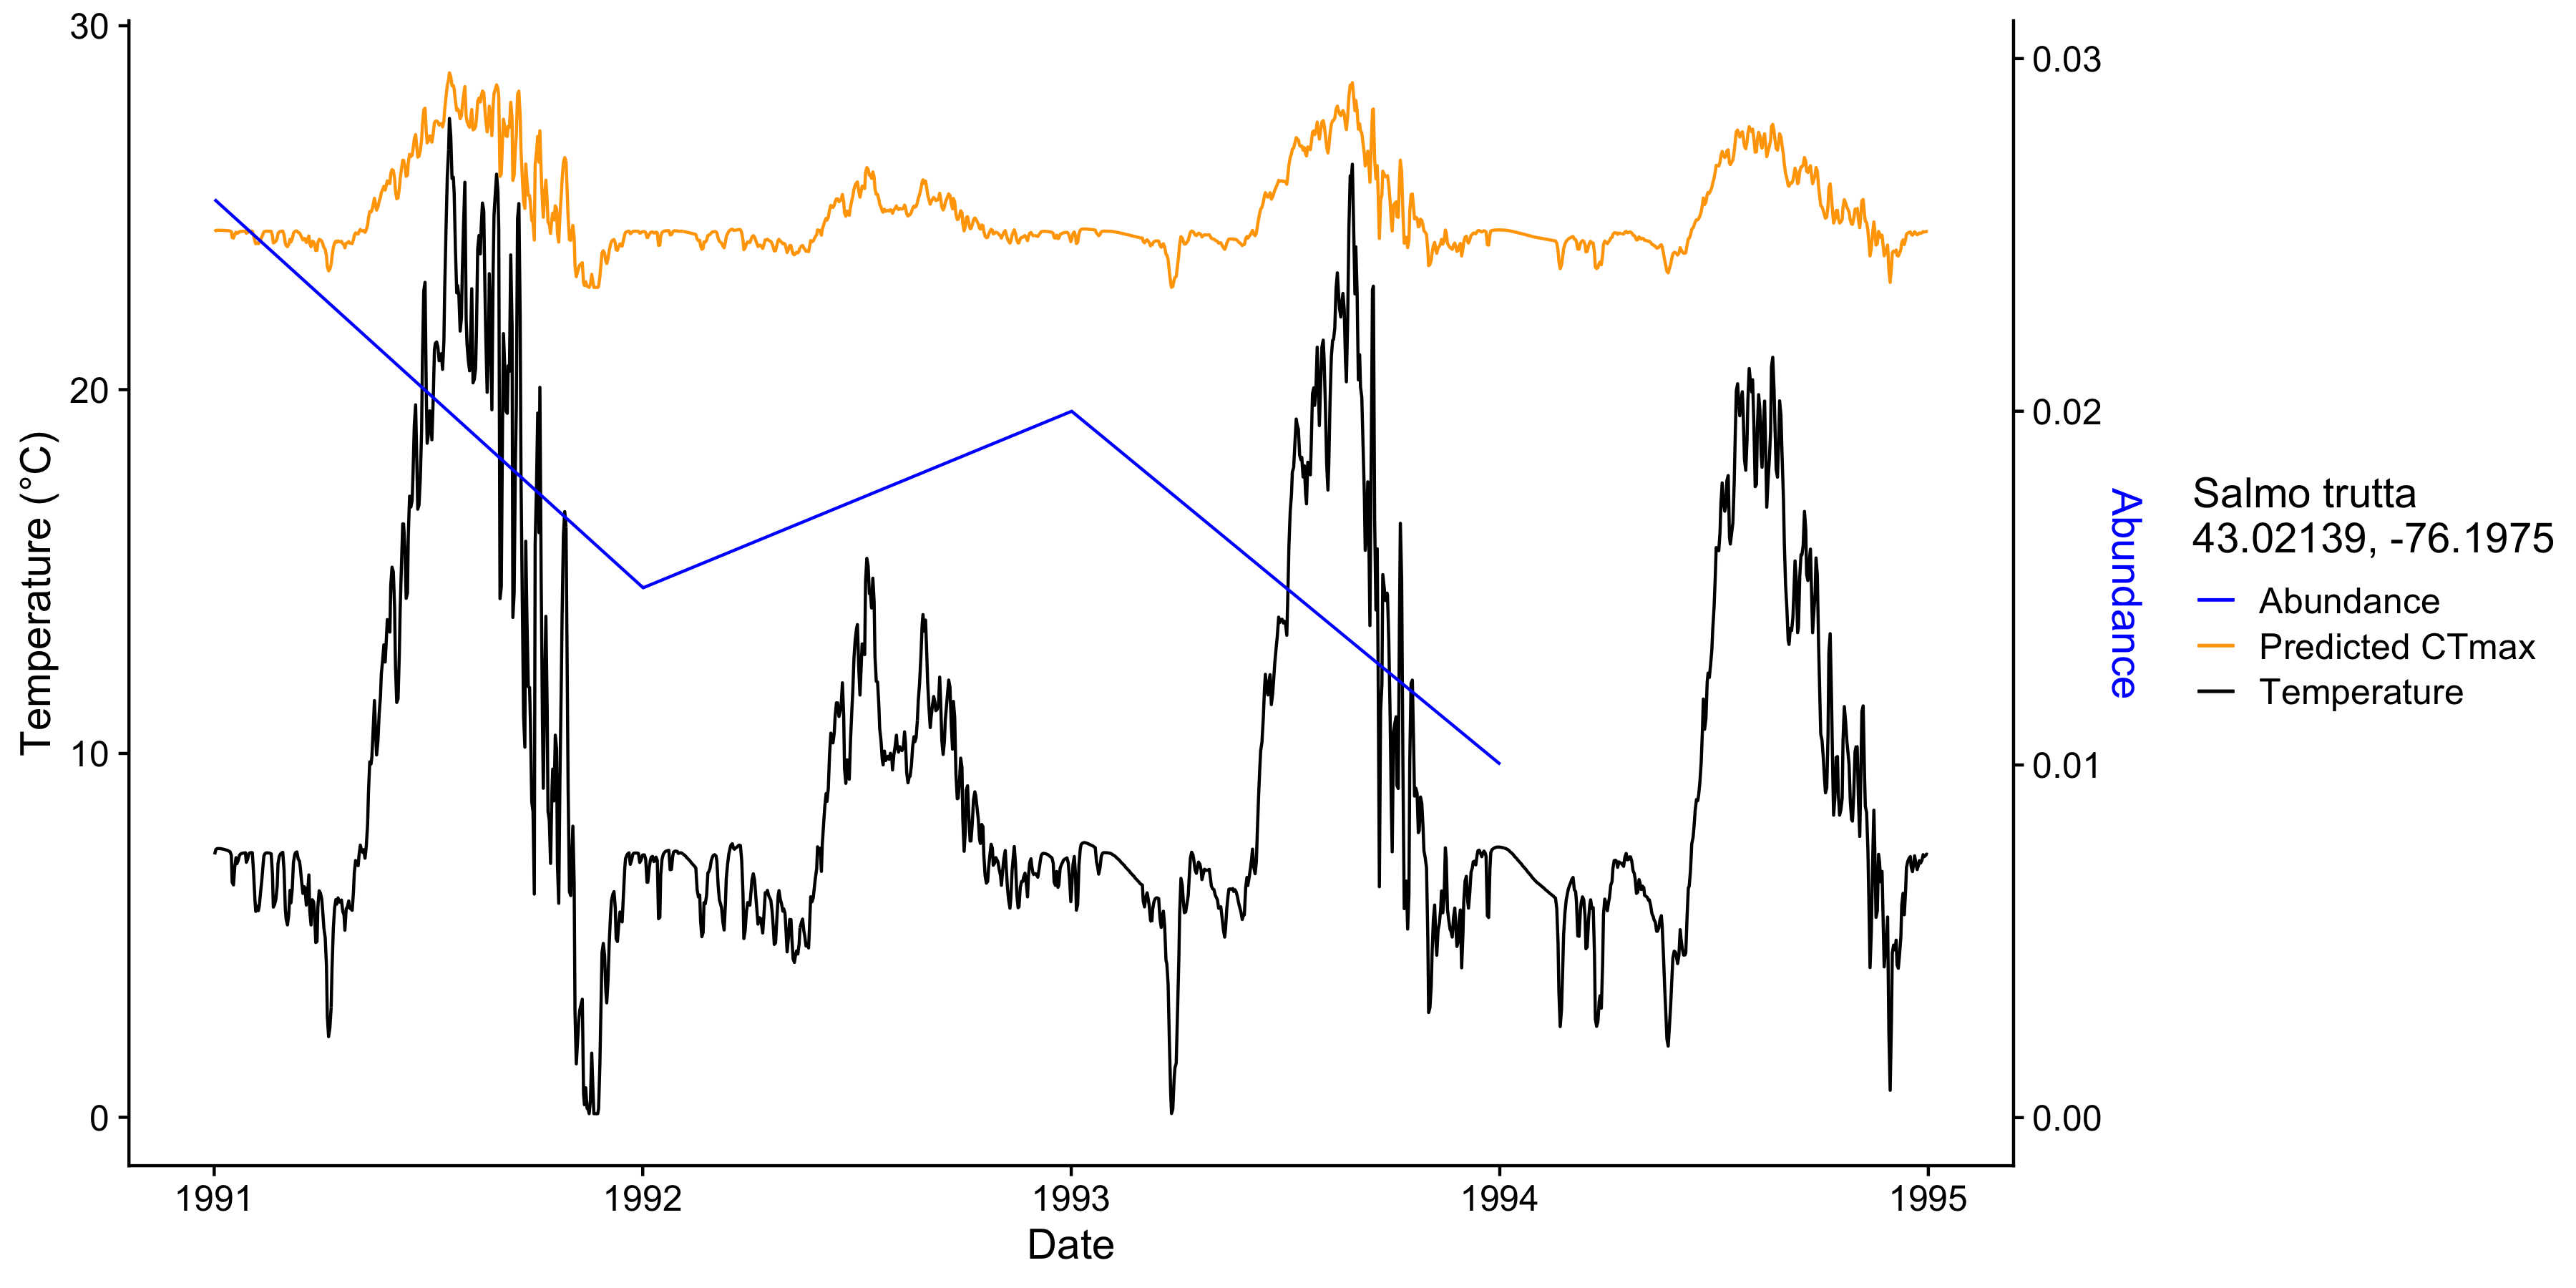 30
20
10
0
Temperature (°C)
1991
1992
1993
1994
1995
Date
0.03
0.02
0.01
0.00
Abundance
Salmo trutta
43.02139, -76.1975
Abundance
Predicted CTmax
Temperature